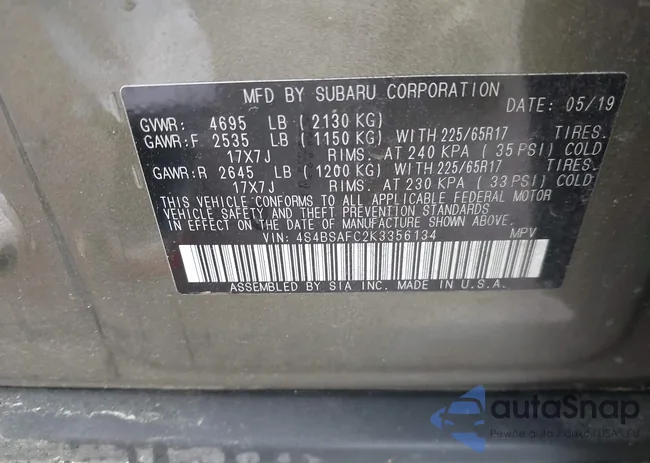 MFD BY SUBARU CORPORATION
DATE: 05/19
GVWR: 4695 LB (2130 KG)
GAWR:F 2535 LB (1150 KG) WITH 225/65R17 TIRES.
17X7J RIMS. AT 240 KPA (35 PSI) COLD
GAWR:R 2645 LB (1200 KG) WITH 225/65R17 TIRES.
17X7J RIMS. AT 230 KPA (33 PSI) COLD
THIS VEHICLE CONFORMS TO ALL APPLICABLE FEDERAL MOTOR
VEHICLE SAFETY AND THEFT PREVENTION STANDARDS
IN EFFECT ON THE DATE OF MANUFACTURE SHOWN ABOVE.
VIN: 4S4BSAFC2K3356134 MPV
ASSEMBLED BY SIA INC. MADE IN U.S.A.
autoSnap